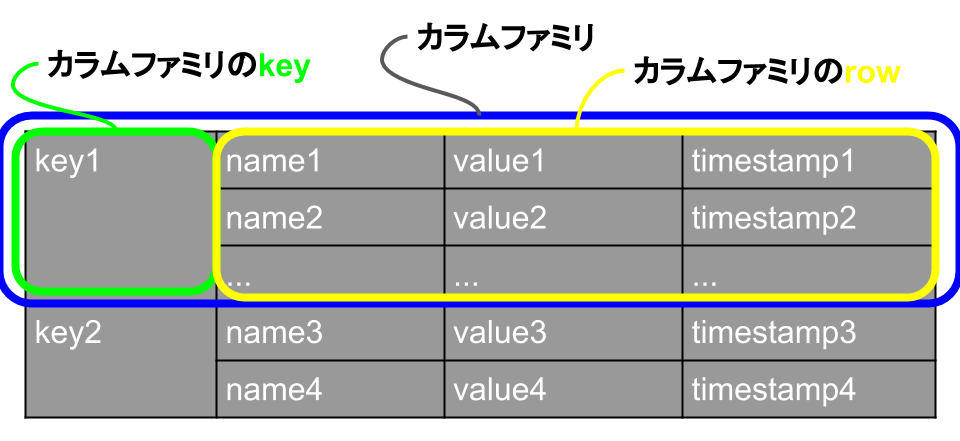 カラムファミリ
カラムファミリのkey
カラムファミリのrow
key1 name1 value1 timestamp1
name2 value2 timestamp2
... ... ...
key2 name3 value3 timestamp3
name4 value4 timestamp4